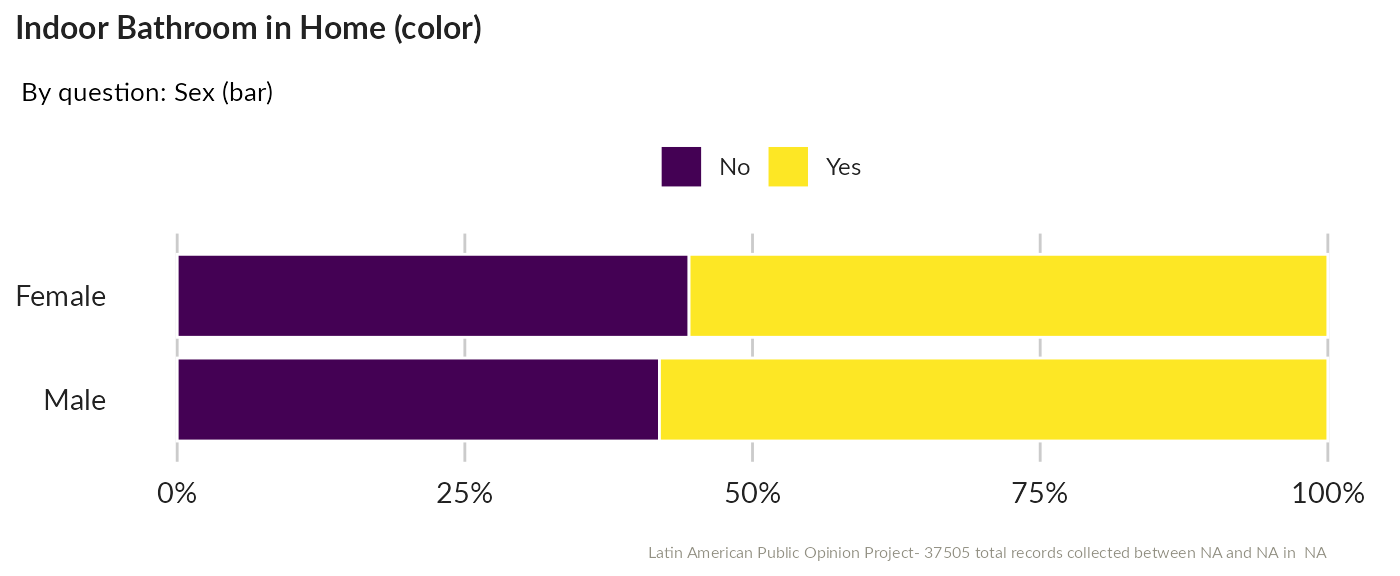 Indoor Bathroom in Home (color)
By question: Sex (bar)
No Yes
Female
Male
0% 25% 50% 75% 100%
Latin American Public Opinion Project- 37505 total records collected between NA and NA in  NA